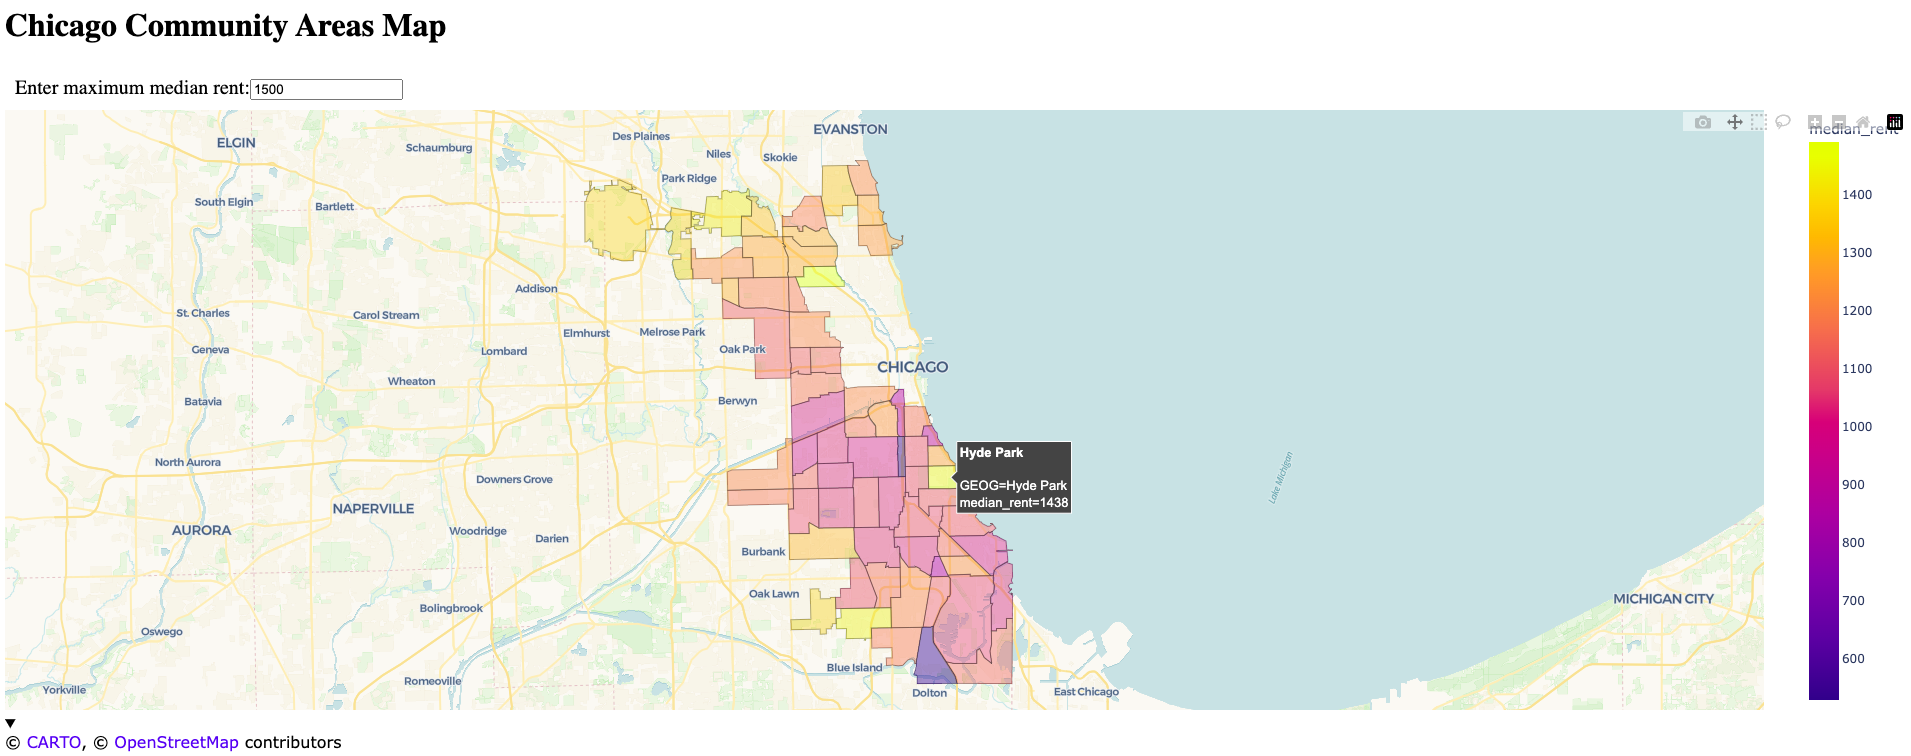 Chicago Community Areas Map
Enter maximum median rent: 1500
EVANSTON
ELGIN
Des Plaines
Schaumburg
Niles
Skokie
Park Ridge
South Elgin
Bartlett
Addison
St. Charles
Carol Stream
Elmhurst
Melrose Park
Geneva
Lombard
Oak Park
CHICAGO
Wheaton
Batavia
Berwyn
North Aurora
Downers Grove
Hyde Park
GEOG=Hyde Park
median_rent=1438
Lake Michigan
NAPERVILLE
AURORA
Woodridge
Darien
Burbank
Oak Lawn
MICHIGAN CITY
Bolingbrook
Oswego
Blue Island
Romeoville
Yorkville
Dolton
East Chicago
median_rent
1400
1300
1200
1100
1000
900
800
700
600
© CARTO, © OpenStreetMap contributors